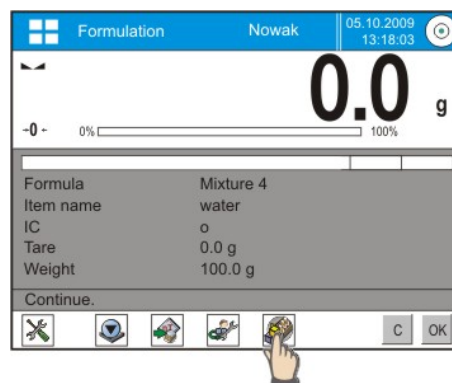 Formulation Nowak 05.10.2009
13:18:03
0.0 g
→0← 0% 100%
Formula Mixture 4
Item name water
IC o
Tare 0.0 g
Weight 100.0 g
Continue.
C OK